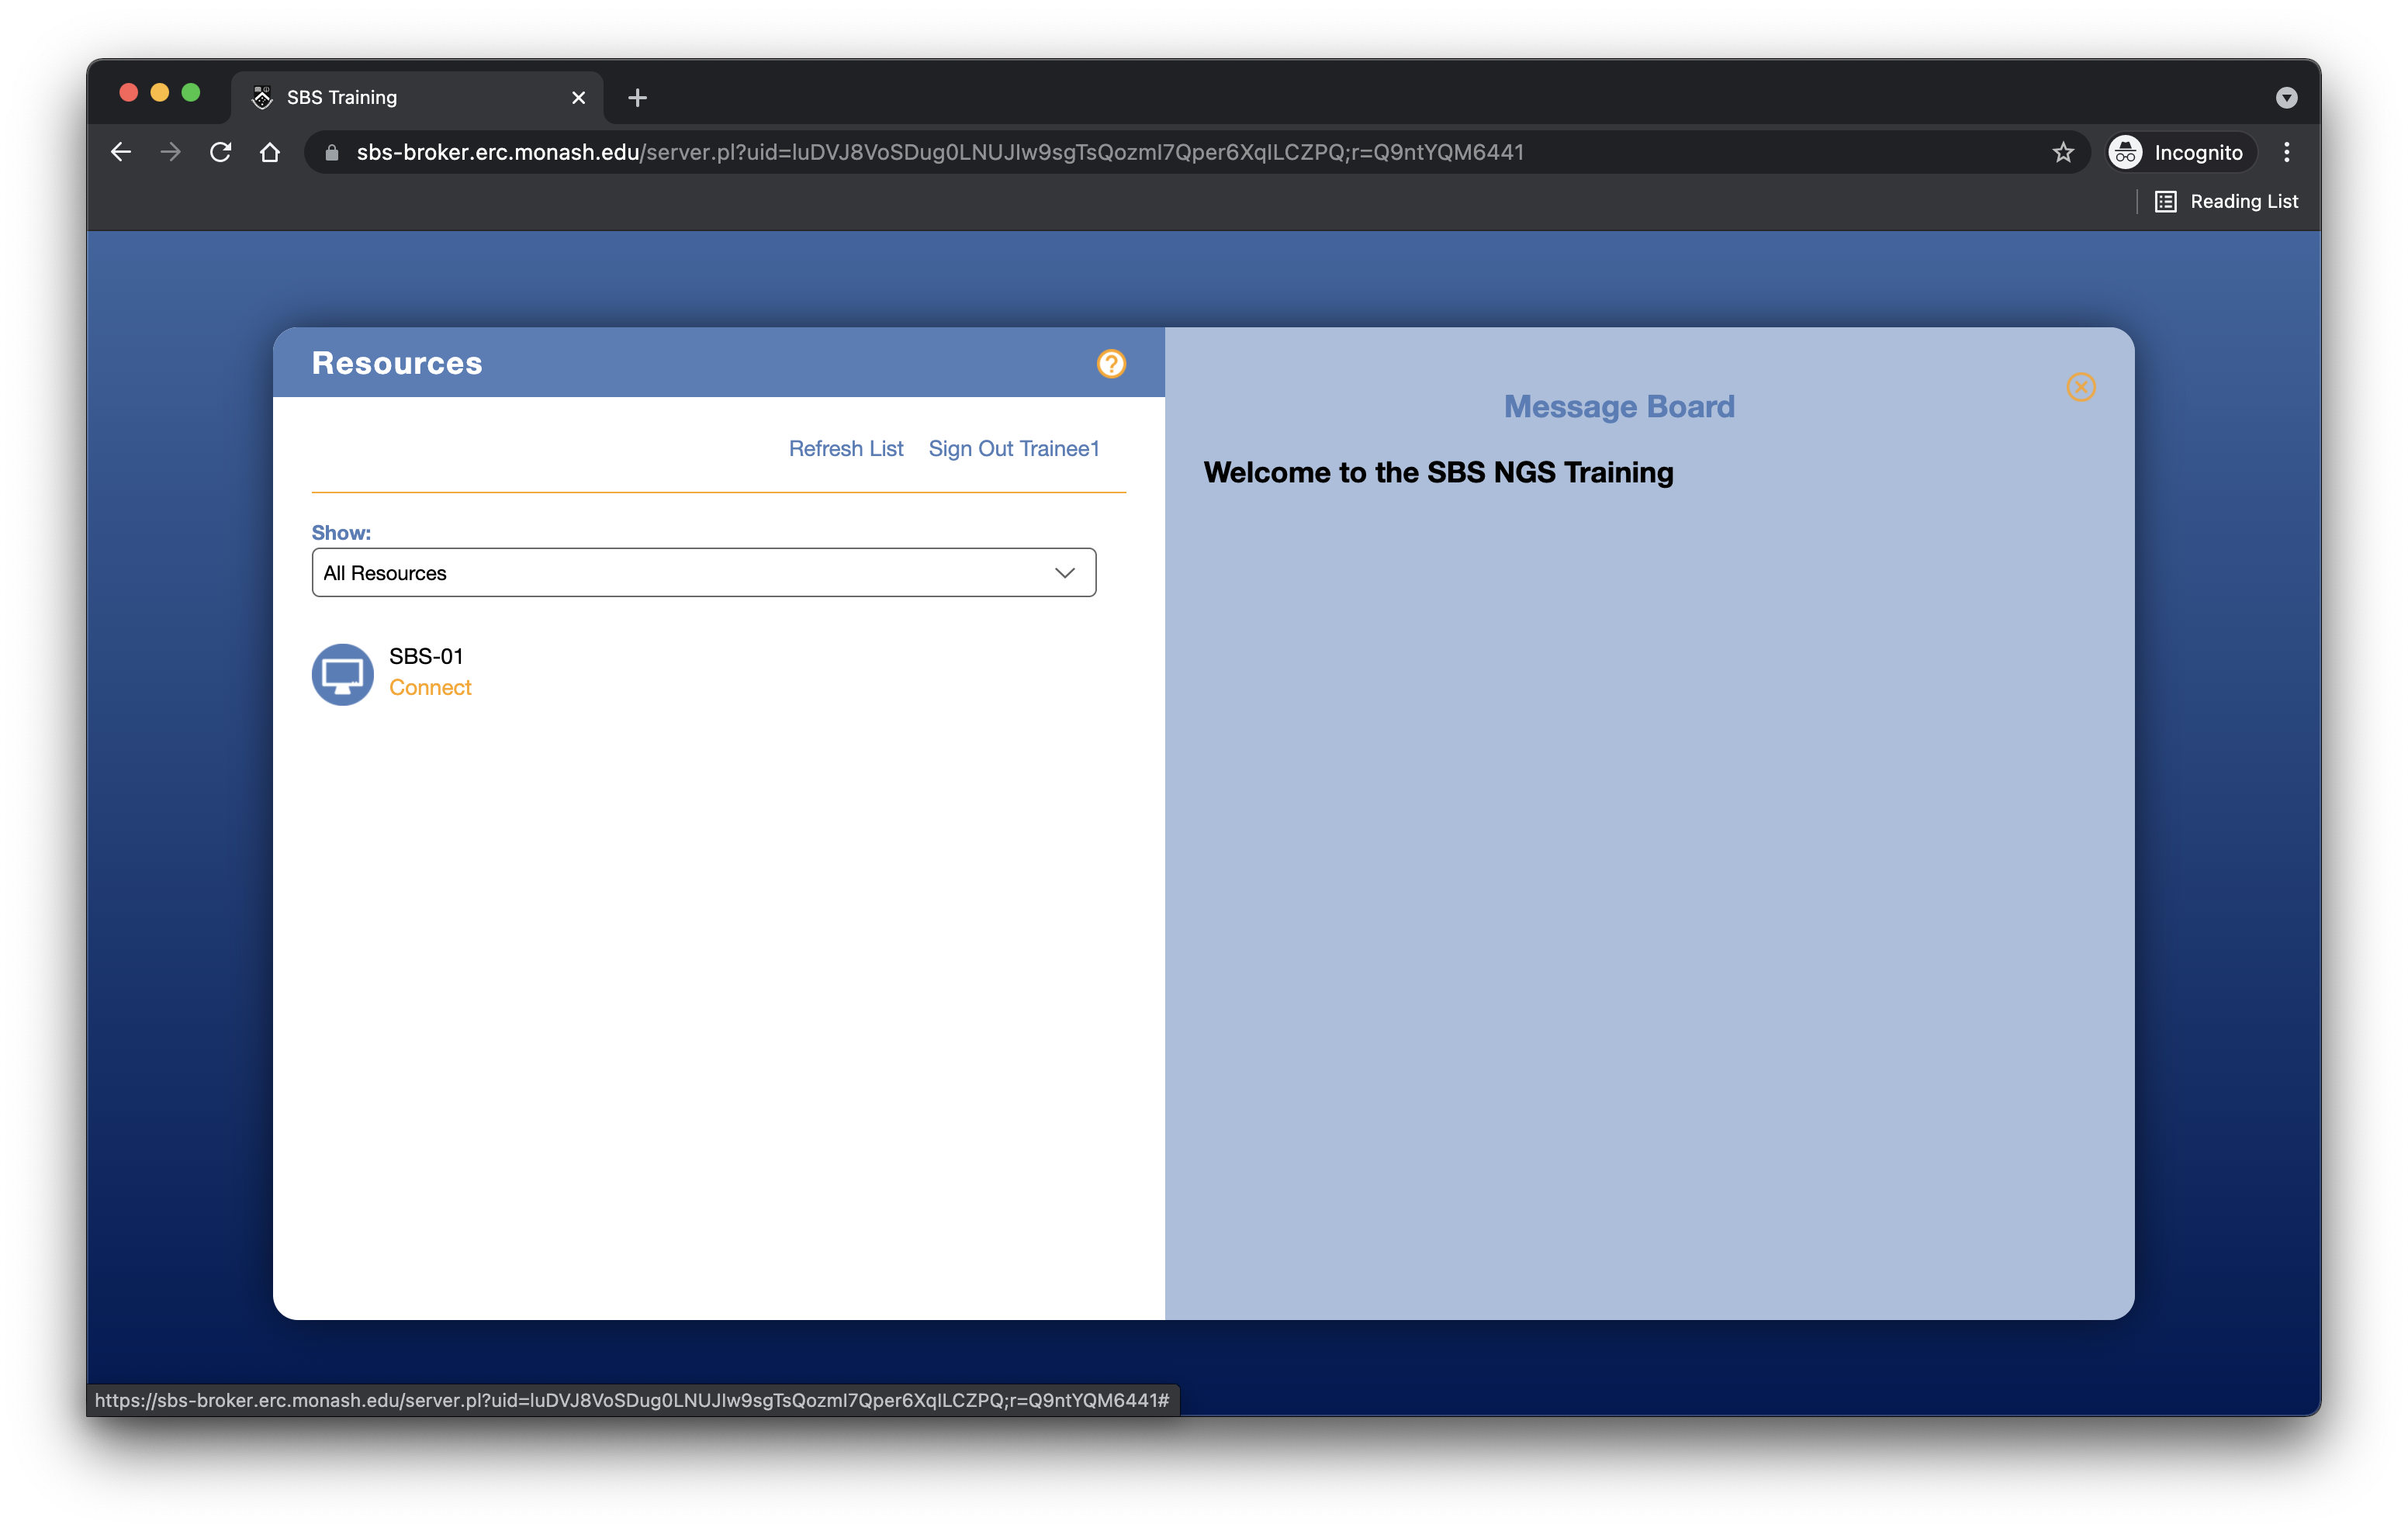 SBS Training
sbs-broker.erc.monash.edu/server.pl?uid=luDVJ8VoSDug0LNUJlw9sgTsQozml7Qper6XqlLCZPQ;r=Q9ntYQM6441
Incognito
Reading List
Resources
?
Refresh List Sign Out Trainee1
Show:
All Resources
SBS-01
Connect
Message Board
Welcome to the SBS NGS Training
https://sbs-broker.erc.monash.edu/server.pl?uid=luDVJ8VoSDug0LNUJlw9sgTsQozml7Qper6XqlLCZPQ;r=Q9ntYQM6441#